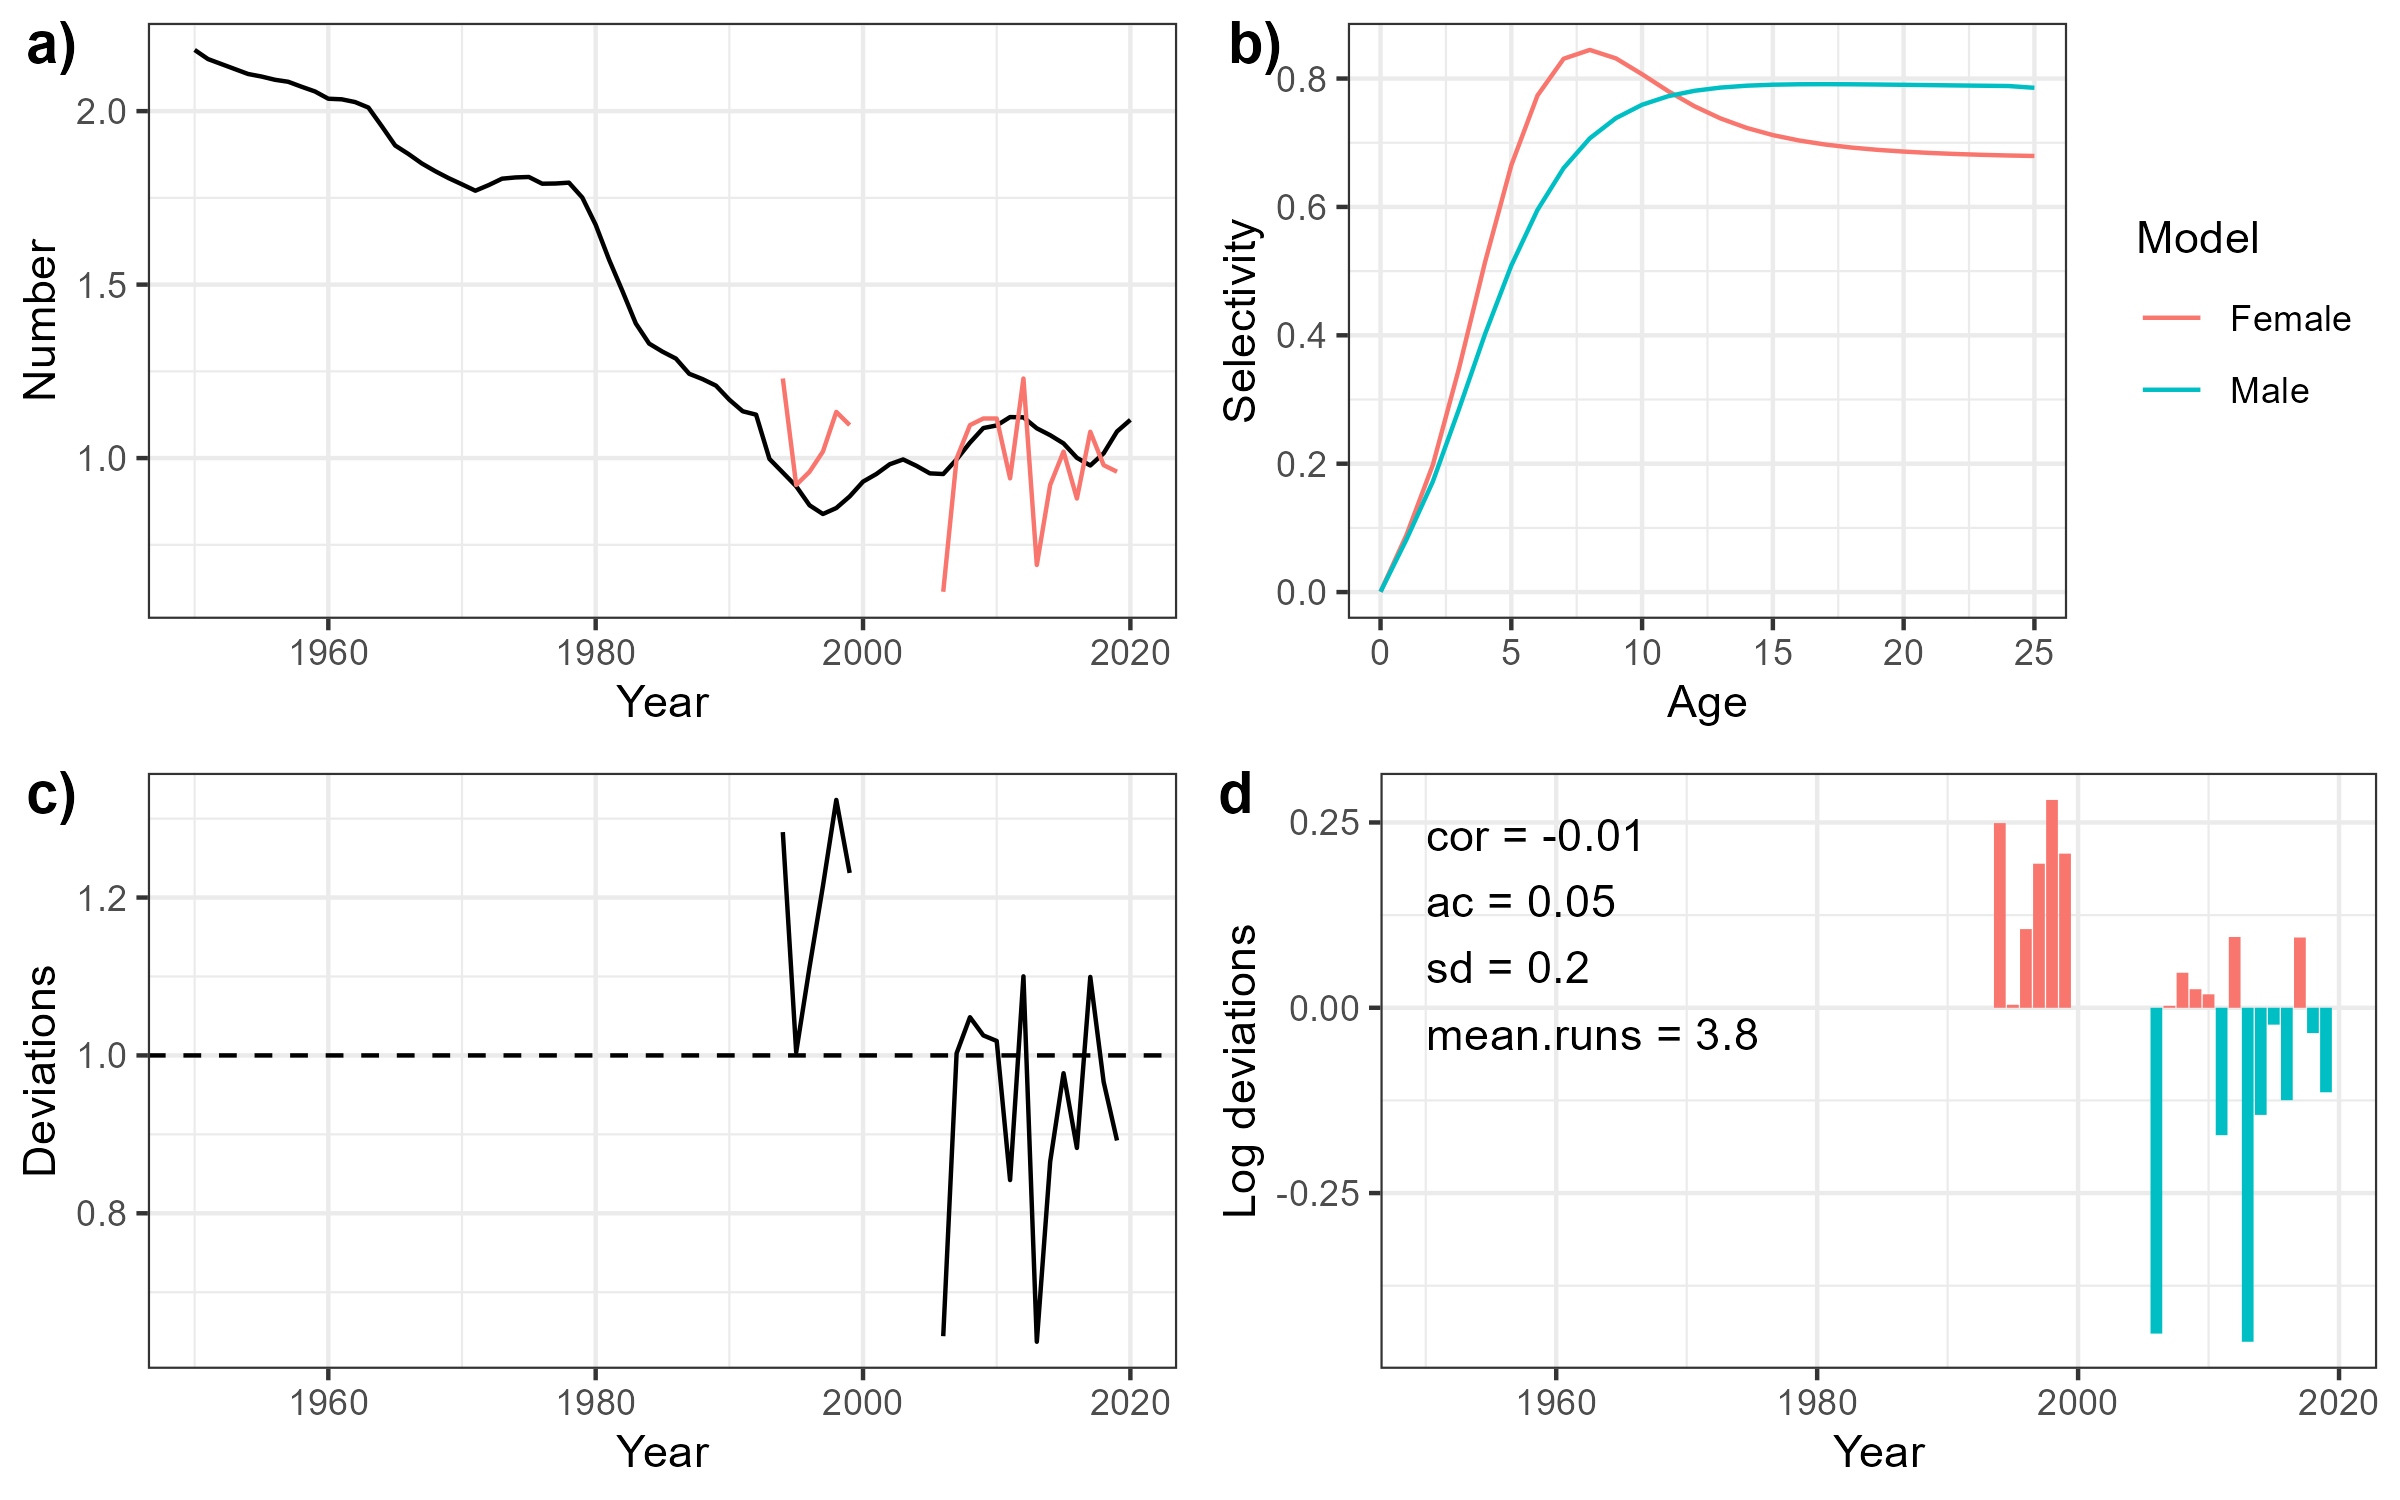 a)
Number
2.0
1.5
1.0
1960 1980 2000 2020
Year
b)
Selectivity
0.8
0.6
0.4
0.2
0.0
0 5 10 15 20 25
Age
Model
Female
Male
c)
Deviations
1.2
1.0
0.8
1960 1980 2000 2020
Year
d
Log deviations
0.25
0.00
-0.25
cor = -0.01
ac = 0.05
sd = 0.2
mean.runs = 3.8
1960 1980 2000 2020
Year